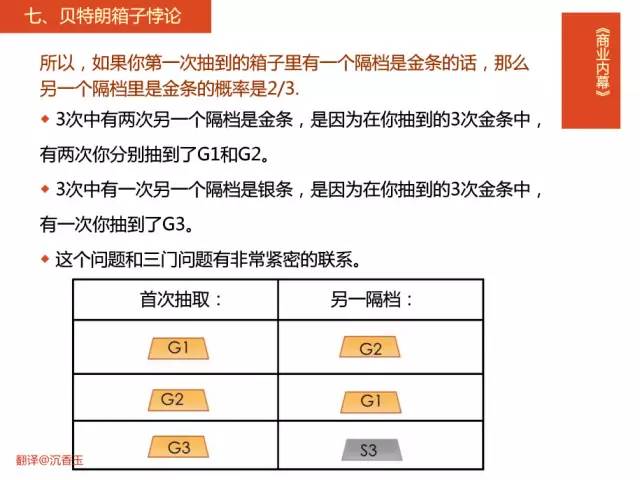 七、贝特朗箱子悖论
《商业内幕》
所以，如果你第一次抽到的箱子里有一个隔档是金条的话，那么
另一个隔档里是金条的概率是2/3.
3次中有两次另一个隔档是金条，是因为在你抽到的3次金条中，
有两次你分别抽到了G1和G2。
3次中有一次另一个隔档是银条，是因为在你抽到的3次金条中，
有一次你抽到了G3。
这个问题和三门问题有非常紧密的联系。
首次抽取： 另一隔档：
G1 G2
G2 G1
G3 S3
翻译@沉香玉